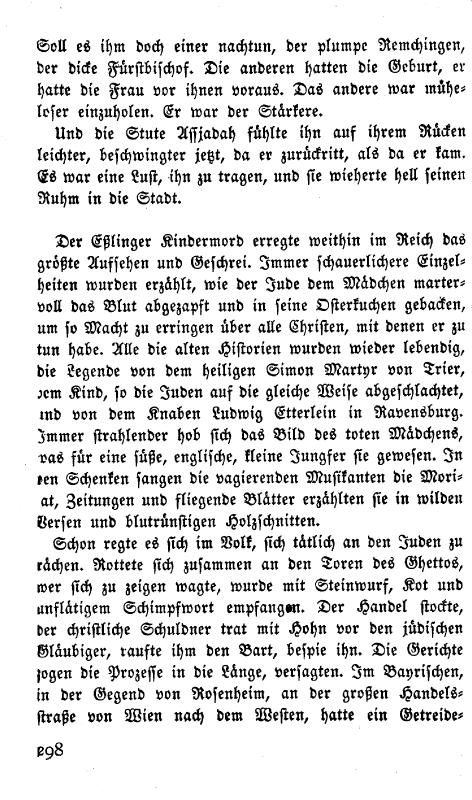 Soll es ihm doch einer nachtun, der plumpe Remchingen,
der dicke Fürstbischof. Die anderen hatten die Geburt, er
hatte die Frau vor ihnen voraus. Das andere war mühe-
loser einzuholen. Er war der Stärkere.
Und die Stute Assjadah fühlte ihn auf ihrem Rücken
leichter, beschwingter jetzt, da er zurückritt, als da er kam.
Es war eine Lust, ihn zu tragen, und sie wieherte hell seinen
Ruhm in die Stadt.
Der Eßlinger Kindermord erregte weithin im Reich das
größte Aufsehen und Geschrei. Immer schauerlichere Einzel-
heiten wurden erzählt, wie der Jude dem Mädchen marter-
voll das Blut abgezapft und in seine Osterkuchen gebacken,
um so Macht zu erringen über alle Christen, mit denen er zu
tun habe. Alle die alten Historien wurden wieder lebendig,
die Legende von dem heiligen Simon Martyr von Trier,
dem Kind, so die Juden auf die gleiche Weise abgeschlachtet,
und von dem Knaben Ludwig Etterlein in Ravensburg.
Immer strahlender hob sich das Bild des toten Mädchens,
was für eine süße, englische, kleine Jungfer sie gewesen. In
den Schenken sangen die vagierenden Musikanten die Mori-
tat, Zeitungen und fliegende Blätter erzählten sie in wilden
Versen und blutrünstigen Holzschnitten.
Schon regte es sich im Volk, sich tätlich an den Juden zu
rächen. Rottete sich zusammen an den Toren des Ghettos,
wer sich zu zeigen wagte, wurde mit Steinwurf, Kot und
unflätigem Schimpfwort empfangen. Der Handel stockte,
der christliche Schuldner trat mit Hohn vor den jüdischen
Gläubiger, raufte ihm den Bart, bespie ihn. Die Gerichte
zogen die Prozesse in die Länge, versagten. Im Bayrischen,
in der Gegend von Rosenheim, an der großen Handels-
straße von Wien nach dem Westen, hatte ein Getreide-
298